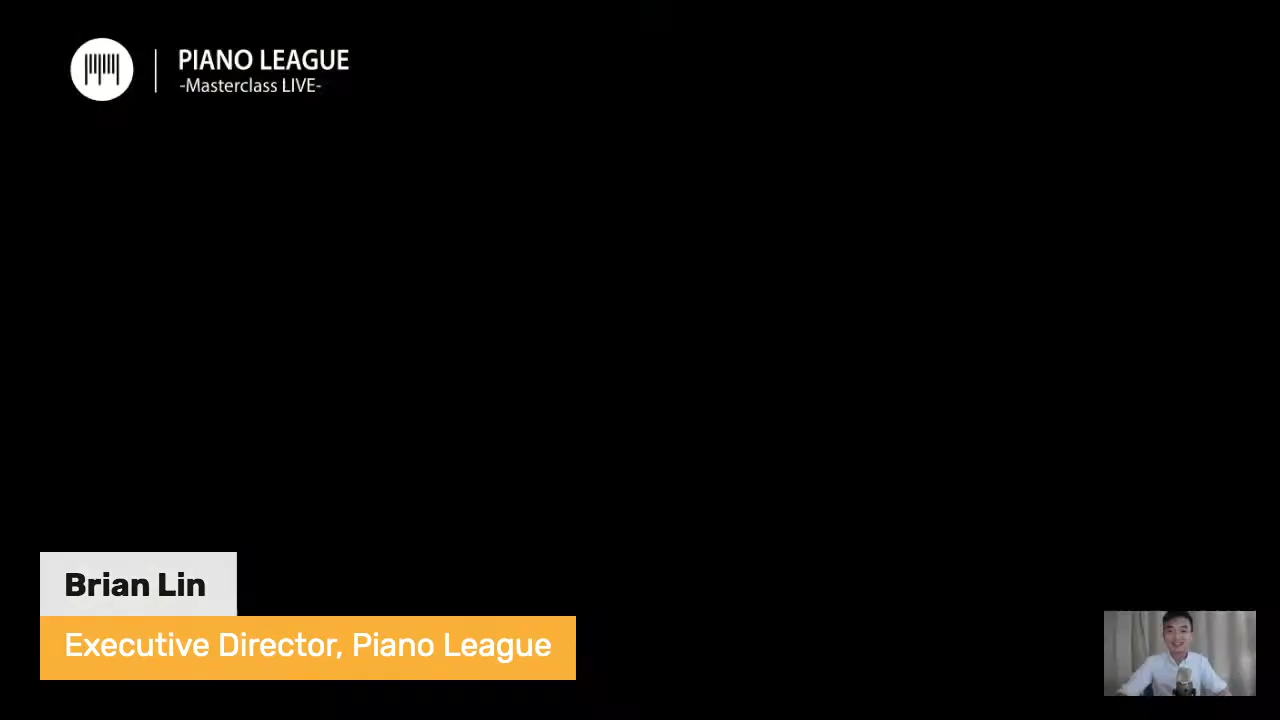 PIANO LEAGUE
-Masterclass LIVE-
Brian Lin
Executive Director, Piano League